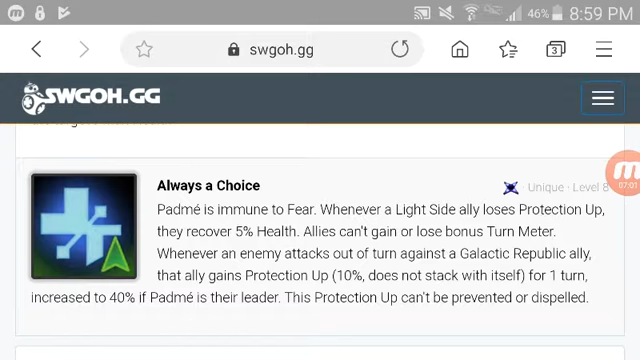 46% 8:59 PM
swgoh.gg
3
SWGOH.GG
Always a Choice
Unique · Level 8
Padmé is immune to Fear. Whenever a Light Side ally loses Protection Up,
they recover 5% Health. Allies can't gain or lose bonus Turn Meter.
Whenever an enemy attacks out of turn against a Galactic Republic ally,
that ally gains Protection Up (10%, does not stack with itself) for 1 turn,
increased to 40% if Padmé is their leader. This Protection Up can't be prevented or dispelled.
07:01